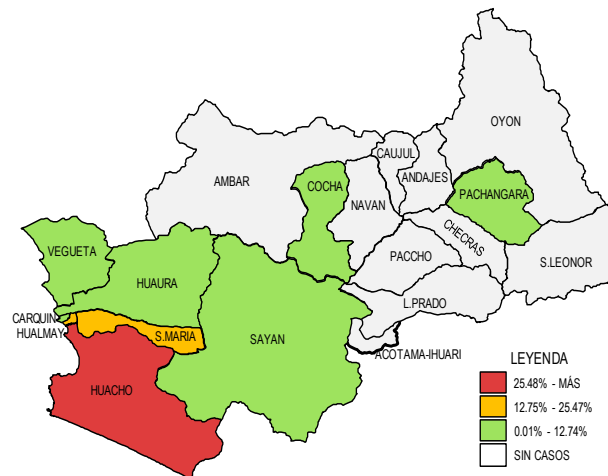 OYON
CAUJUL
ANDAJES
AMBAR
COCHA
NAVAN
PACHANGARA
CHECRAS
VEGUETA
HUAURA
PACCHO
S.LEONOR
L.PRADO
CARQUIN
HUALMAY
S.MARIA
SAYAN
ACOTAMA-IHUARI
HUACHO
LEYENDA
25.48% - MÁS
12.75% - 25.47%
0.01% - 12.74%
SIN CASOS